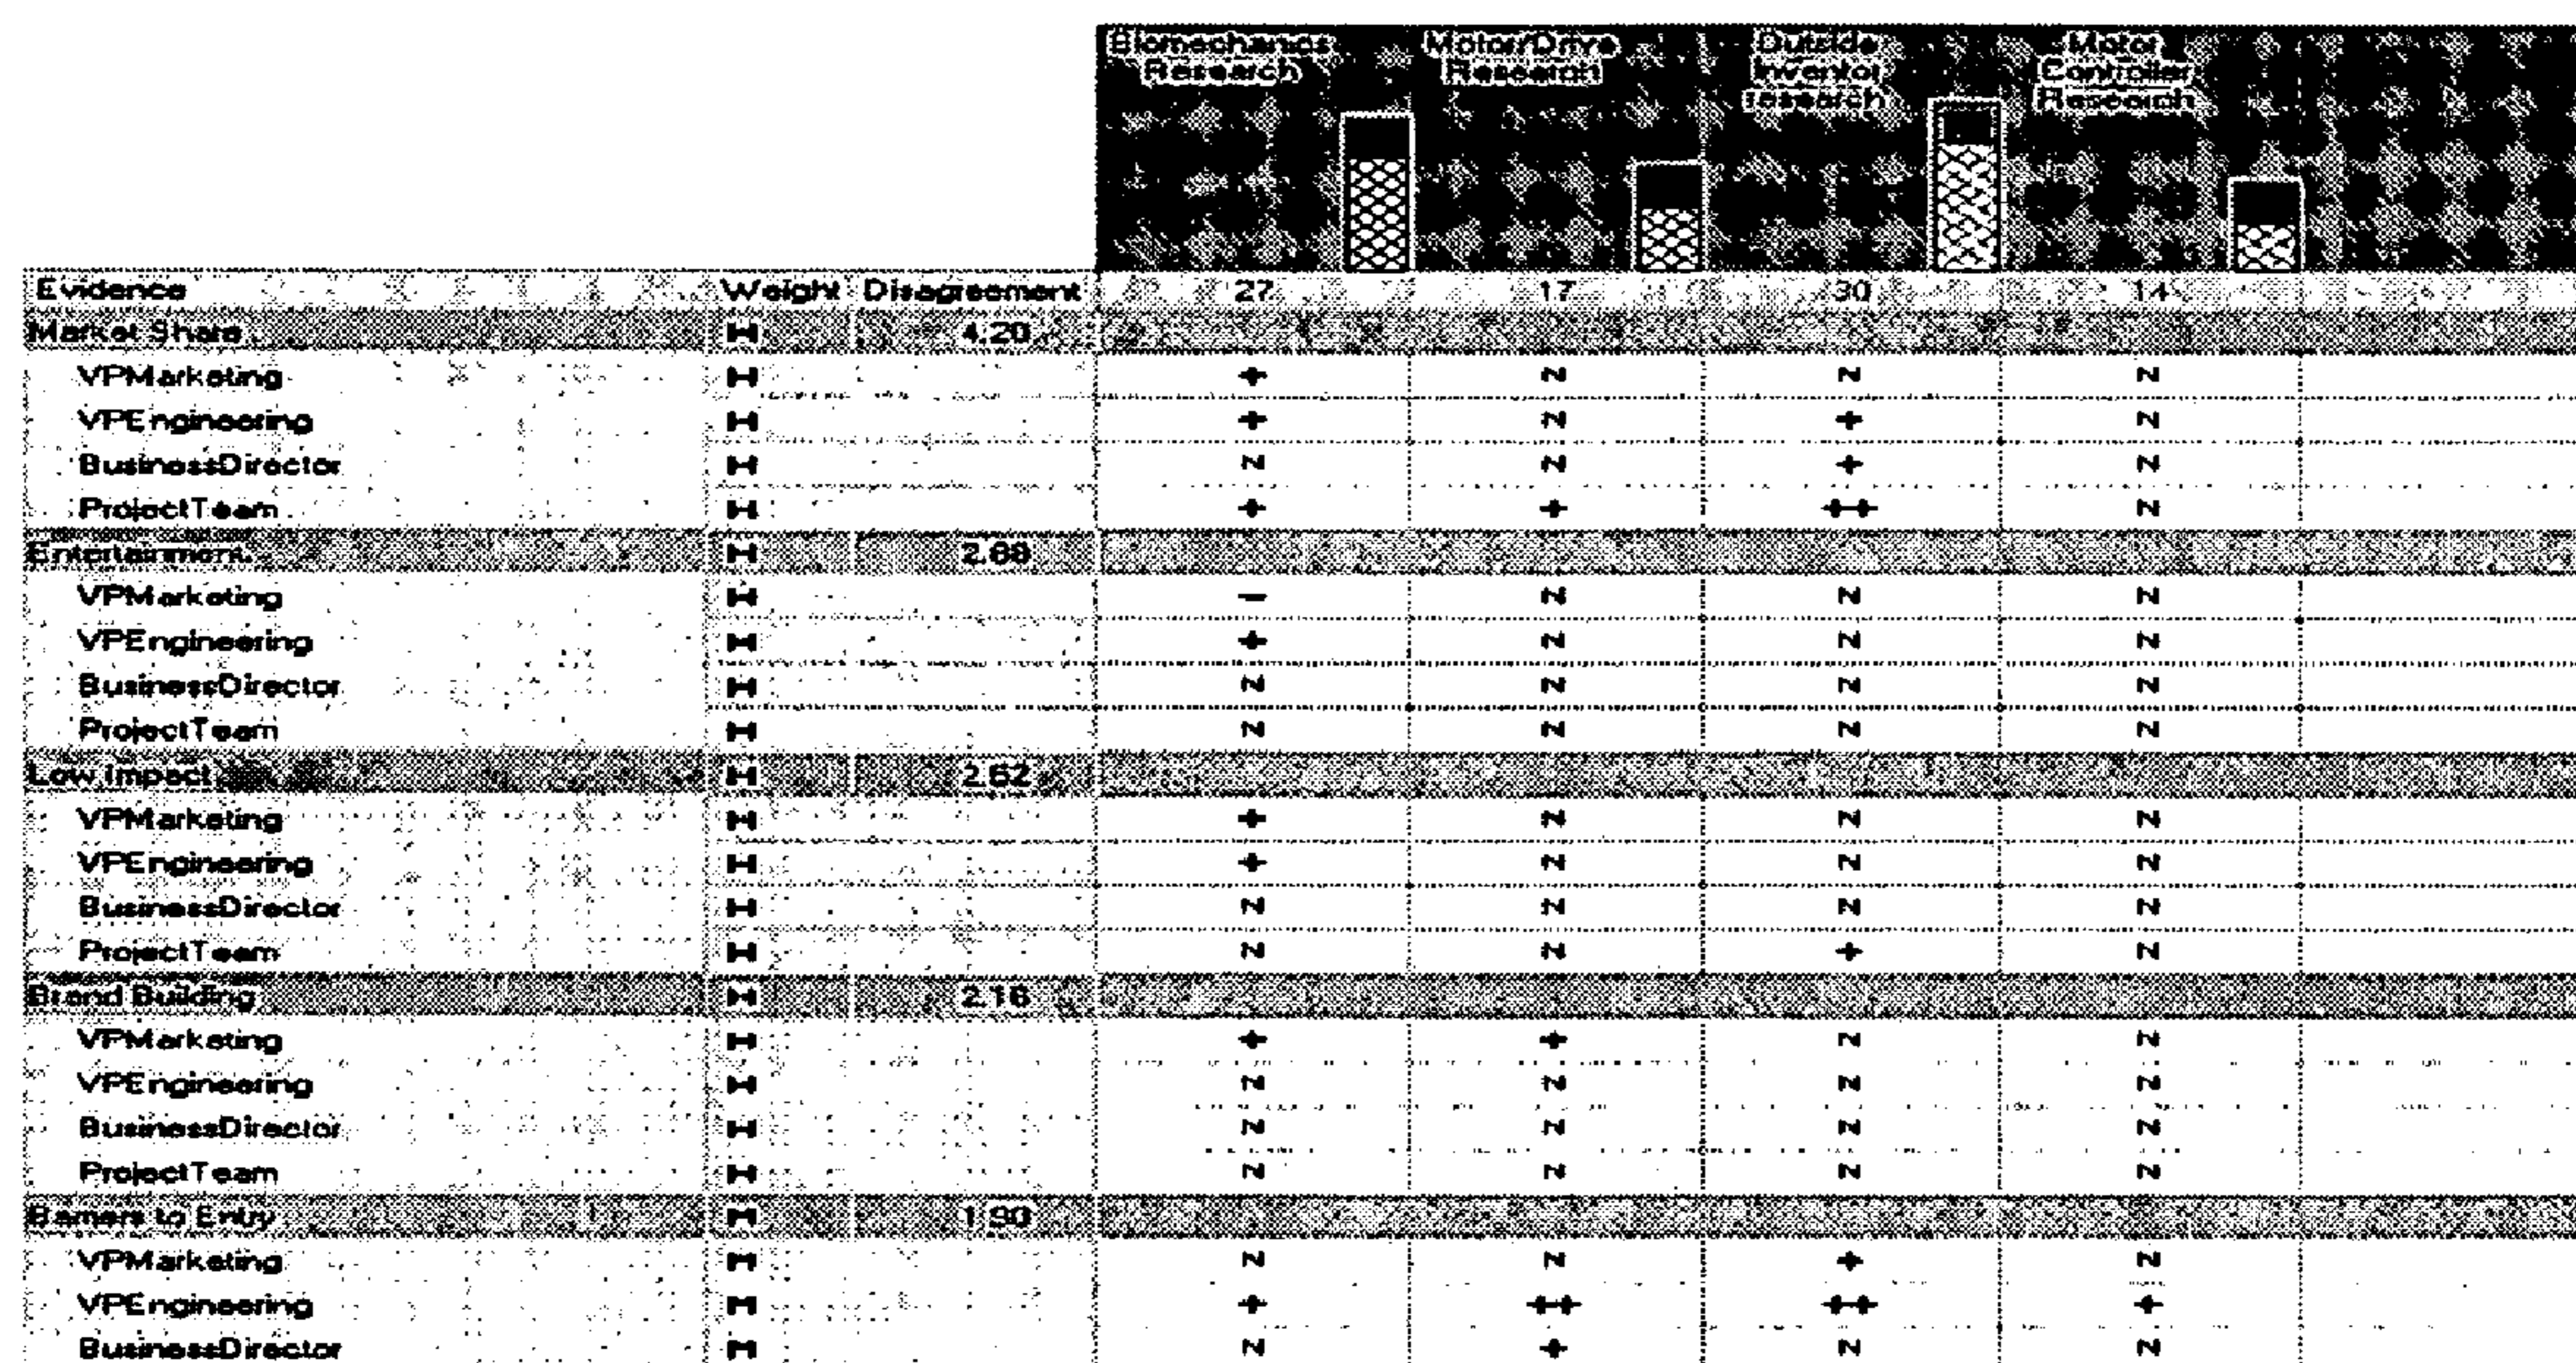 Biomechanics Research Motor/Drive Research Outside Inventor research Motor Controller Research
Evidence Weight Disagreement 27 17 30 14
Market Share H 4.20
VPMarketing H + N N N
VPEngineering H + N + N
BusinessDirector H N N + N
ProjectTeam H + + ++ N
Entertainment H 2.88
VPMarketing H - N N N
VPEngineering H + N N N
BusinessDirector H N N N N
ProjectTeam H N N N N
Low Impact H 2.62
VPMarketing H + N N N
VPEngineering H + N N N
BusinessDirector H N N N N
ProjectTeam H N N + N
Brand Building H 2.16
VPMarketing H + + N N
VPEngineering H N N N N
BusinessDirector H N N N N
ProjectTeam H N N N N
Barriers to Entry M 1.90
VPMarketing M N N + N
VPEngineering M + ++ ++ +
BusinessDirector M N + N N